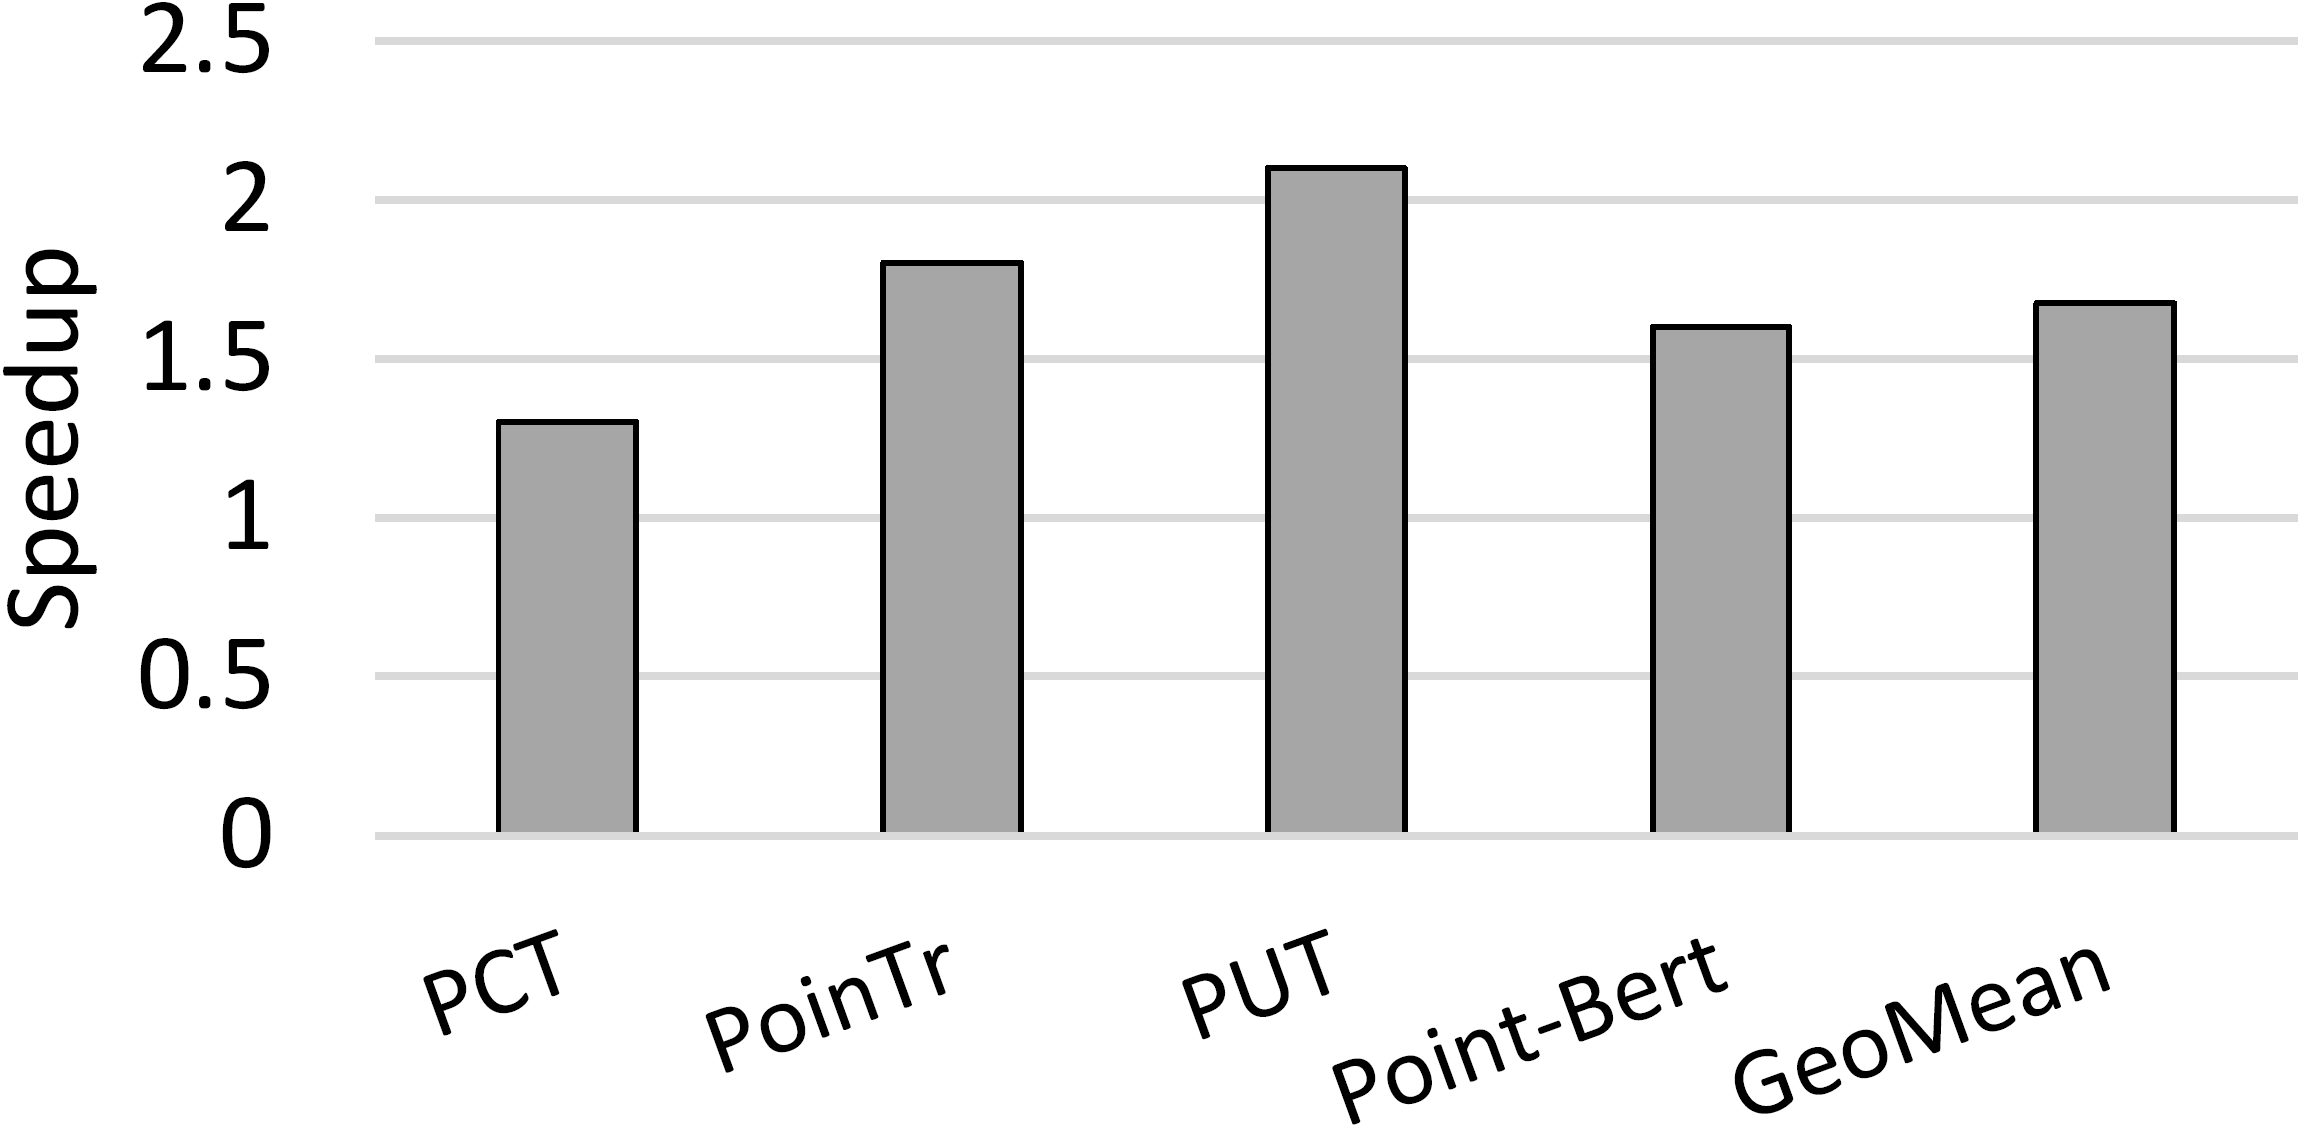 2.5
2
1.5
1
0.5
0
Speedup
PCT
PoinTr
PUT
Point-Bert
GeoMean